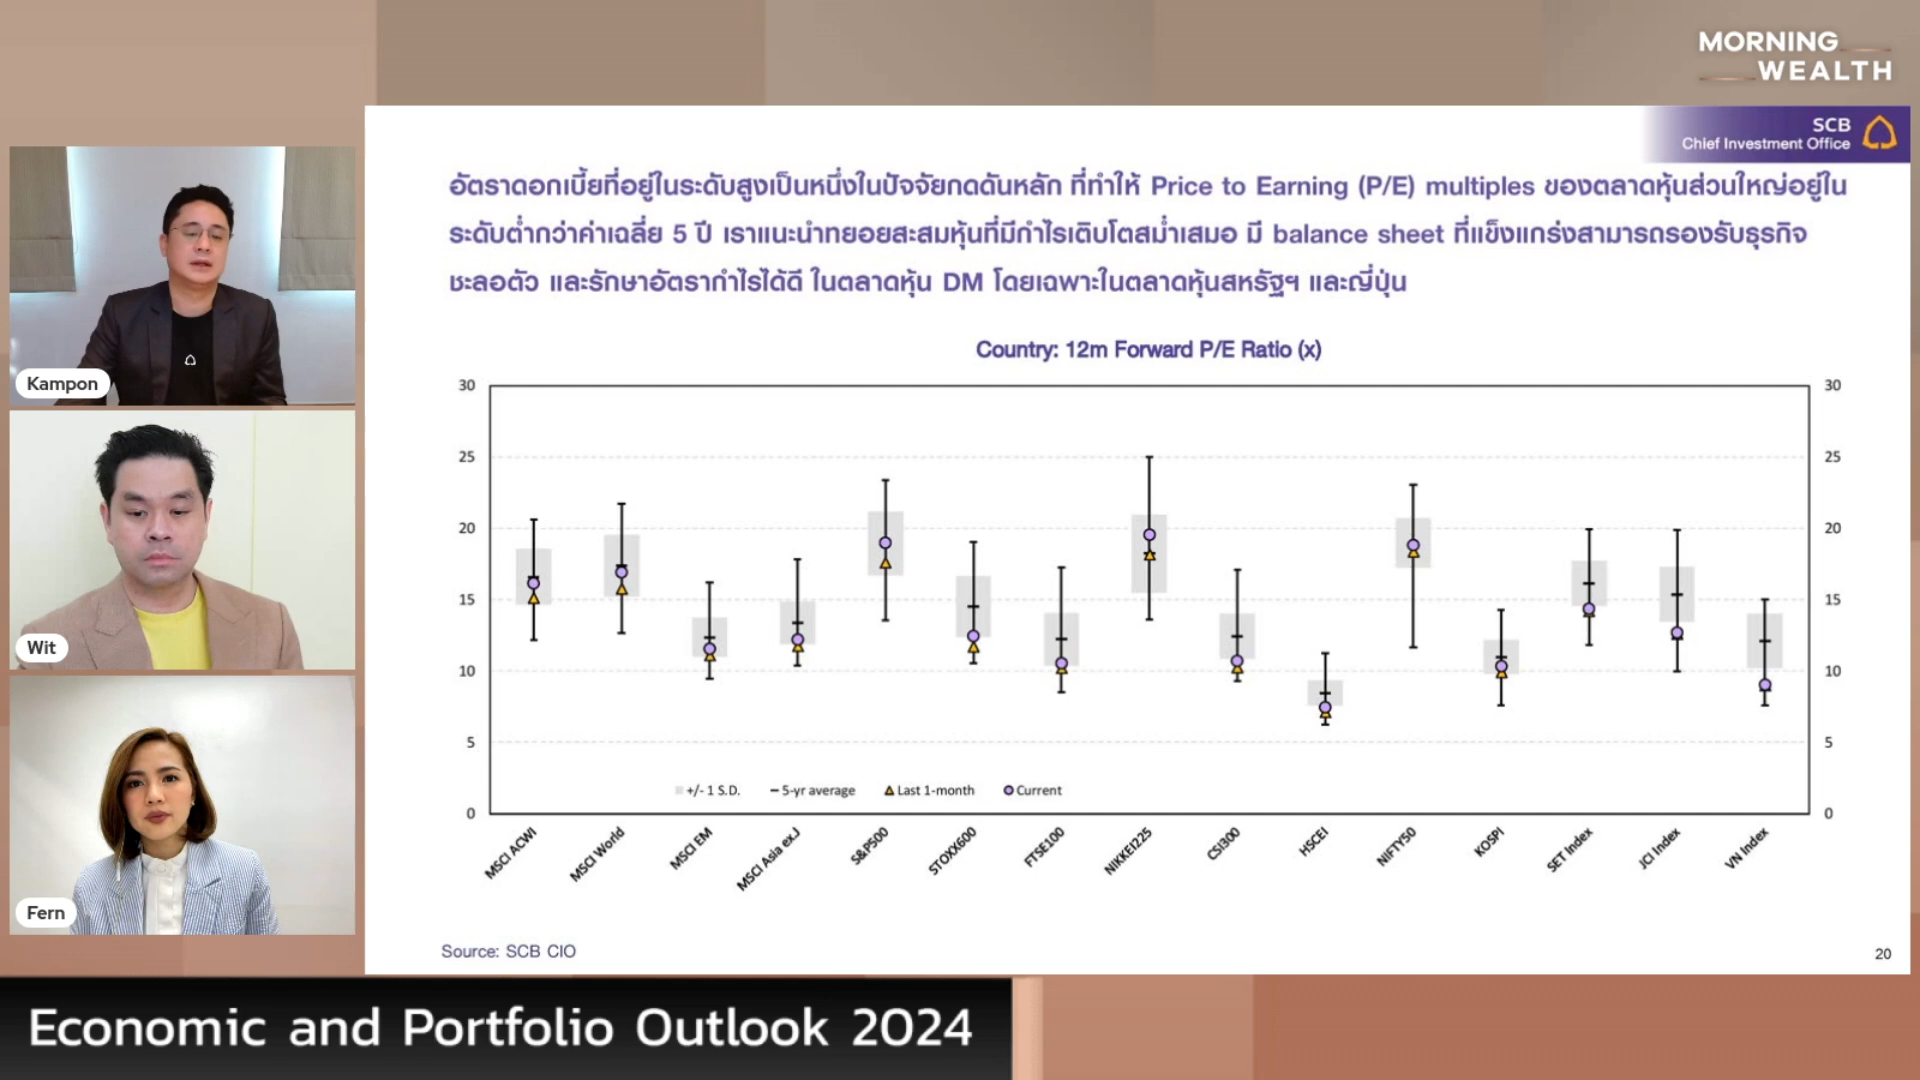 MORNING
WEALTH
SCB
Chief Investment Office
อัตราดอกเบี้ยที่อยู่ในระดับสูงเป็นหนึ่งในปัจจัยกดดันหลัก ที่ทำให้ Price to Earning (P/E) multiples ของตลาดหุ้นส่วนใหญ่อยู่ใน
ระดับต่ำกว่าค่าเฉลี่ย 5 ปี เราแนะนำทยอยสะสมหุ้นที่มีกำไรเติบโตสม่ำเสมอ มี balance sheet ที่แข็งแกร่งสามารถรองรับธุรกิจ
ชะลอตัว และรักษาอัตรากำไรได้ดี ในตลาดหุ้น DM โดยเฉพาะในตลาดหุ้นสหรัฐฯ และญี่ปุ่น
Country: 12m Forward P/E Ratio (x)
30 30
25 25
20 20
15 15
10 10
5 5
0 0
+/- 1 S.D. 5-yr average Last 1-month Current
MSCI ACWI MSCI World MSCI EM MSCI Asia exJ S&P500 STOXX600 FTSE100 NIKKEI225 CSI300 HSCEI NIFTY50 KOSPI SET Index JCI Index VN Index
Source: SCB CIO
20
Kampon
Wit
Fern
Economic and Portfolio Outlook 2024